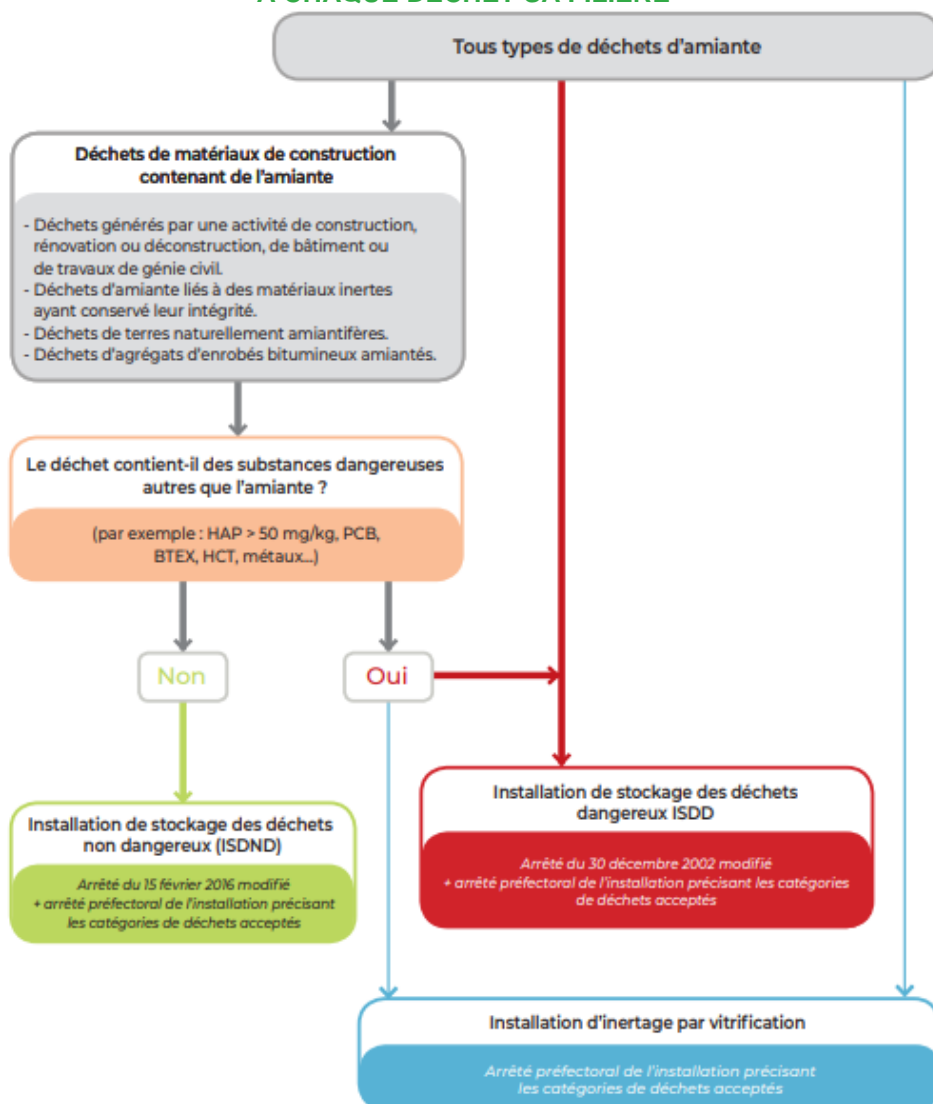 À CHAQUE DÉCHET SA FILIÈRE
Tous types de déchets d'amiante
Déchets de matériaux de construction
contenant de l'amiante
- Déchets générés par une activité de construction,
rénovation ou déconstruction, de bâtiment ou
de travaux de génie civil.
- Déchets d'amiante liés à des matériaux inertes
ayant conservé leur intégrité.
- Déchets de terres naturellement amiantifères.
- Déchets d'agrégats d'enrobés bitumineux amiantés.
Le déchet contient-il des substances dangereuses
autres que l'amiante ?
(par exemple : HAP > 50 mg/kg, PCB,
BTEX, HCT, métaux...)
Non
Oui
Installation de stockage des déchets
dangereux ISDD
Arrêté du 30 décembre 2002 modifié
+ arrêté préfectoral de l'installation précisant les catégories
de déchets acceptés
Installation de stockage des déchets
non dangereux (ISDND)
Arrêté du 15 février 2016 modifié
+ arrêté préfectoral de l'installation précisant
les catégories de déchets acceptés
Installation d'inertage par vitrification
Arrêté préfectoral de l'installation précisant
les catégories de déchets acceptés